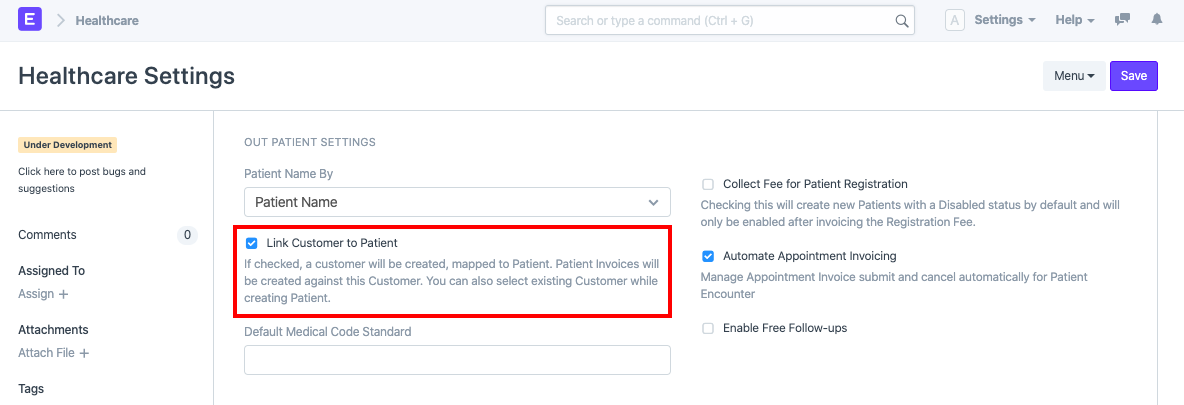 E
Healthcare
Search or type a command (Ctrl + G)
A
Settings
Help
Healthcare Settings
Menu
Save
Under Development
Click here to post bugs and
suggestions
Comments
0
Assigned To
Assign +
Attachments
Attach File +
Tags
OUT PATIENT SETTINGS
Patient Name By
Patient Name
Link Customer to Patient
If checked, a customer will be created, mapped to Patient. Patient Invoices will
be created against this Customer. You can also select existing Customer while
creating Patient.
Default Medical Code Standard
Collect Fee for Patient Registration
Checking this will create new Patients with a Disabled status by default and will
only be enabled after invoicing the Registration Fee.
Automate Appointment Invoicing
Manage Appointment Invoice submit and cancel automatically for Patient
Encounter
Enable Free Follow-ups